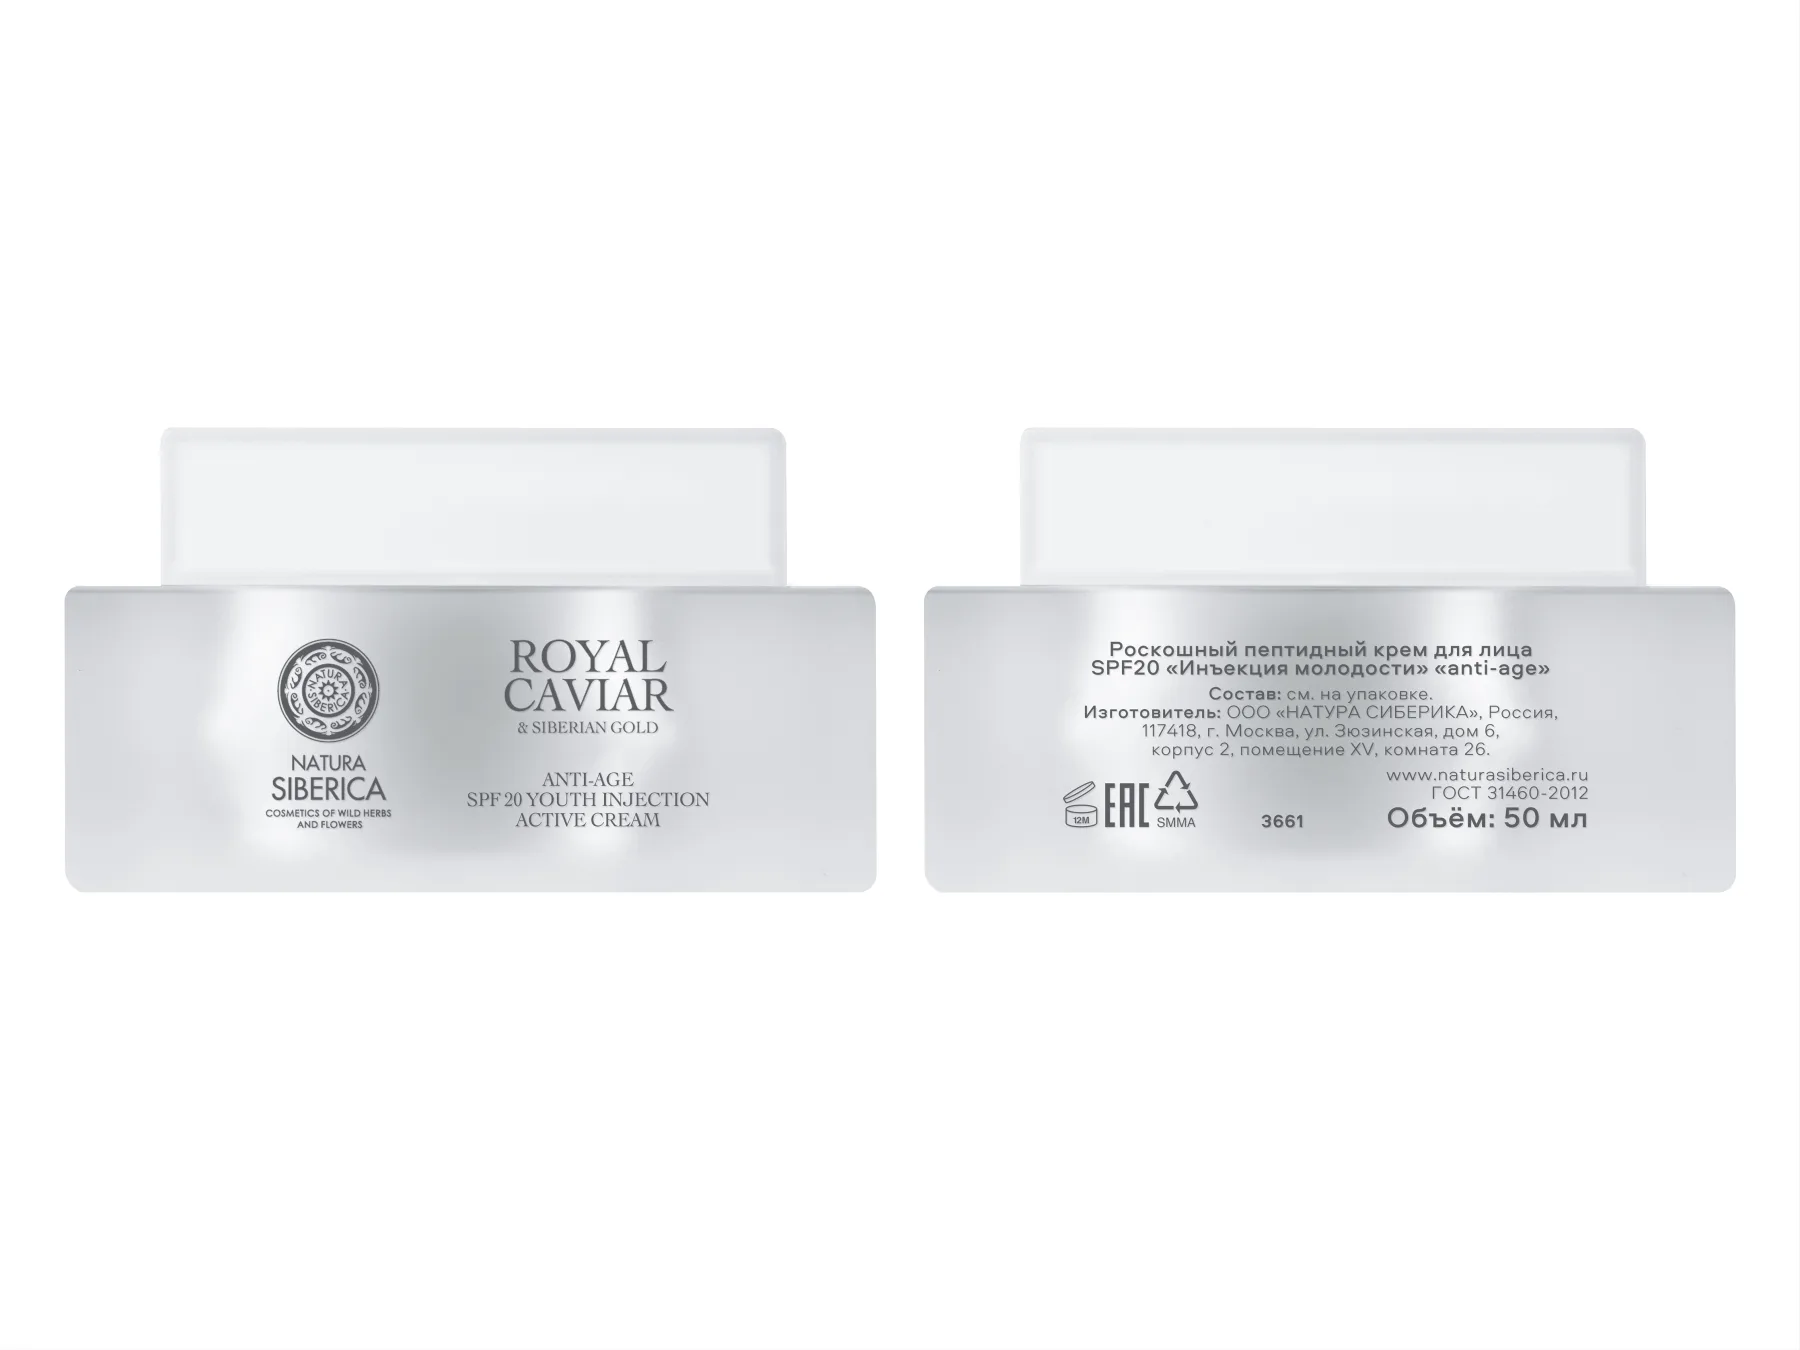 NATURA
SIBERICA
NATURA
SIBERICA
COSMETICS OF WILD HERBS
AND FLOWERS
ROYAL
CAVIAR
& SIBERIAN GOLD
ANTI-AGE
SPF 20 YOUTH INJECTION
ACTIVE CREAM
Роскошный пептидный крем для лица
SPF20 «Инъекция молодости» «anti-age»
Состав: см. на упаковке.
Изготовитель: ООО «НАТУРА СИБЕРИКА», Россия,
117418, г. Москва, ул. Зюзинская, дом 6,
корпус 2, помещение XV, комната 26.
www.naturasiberica.ru
ГОСТ 31460-2012
12M
EAC
SMMA
3661
Объём: 50 мл